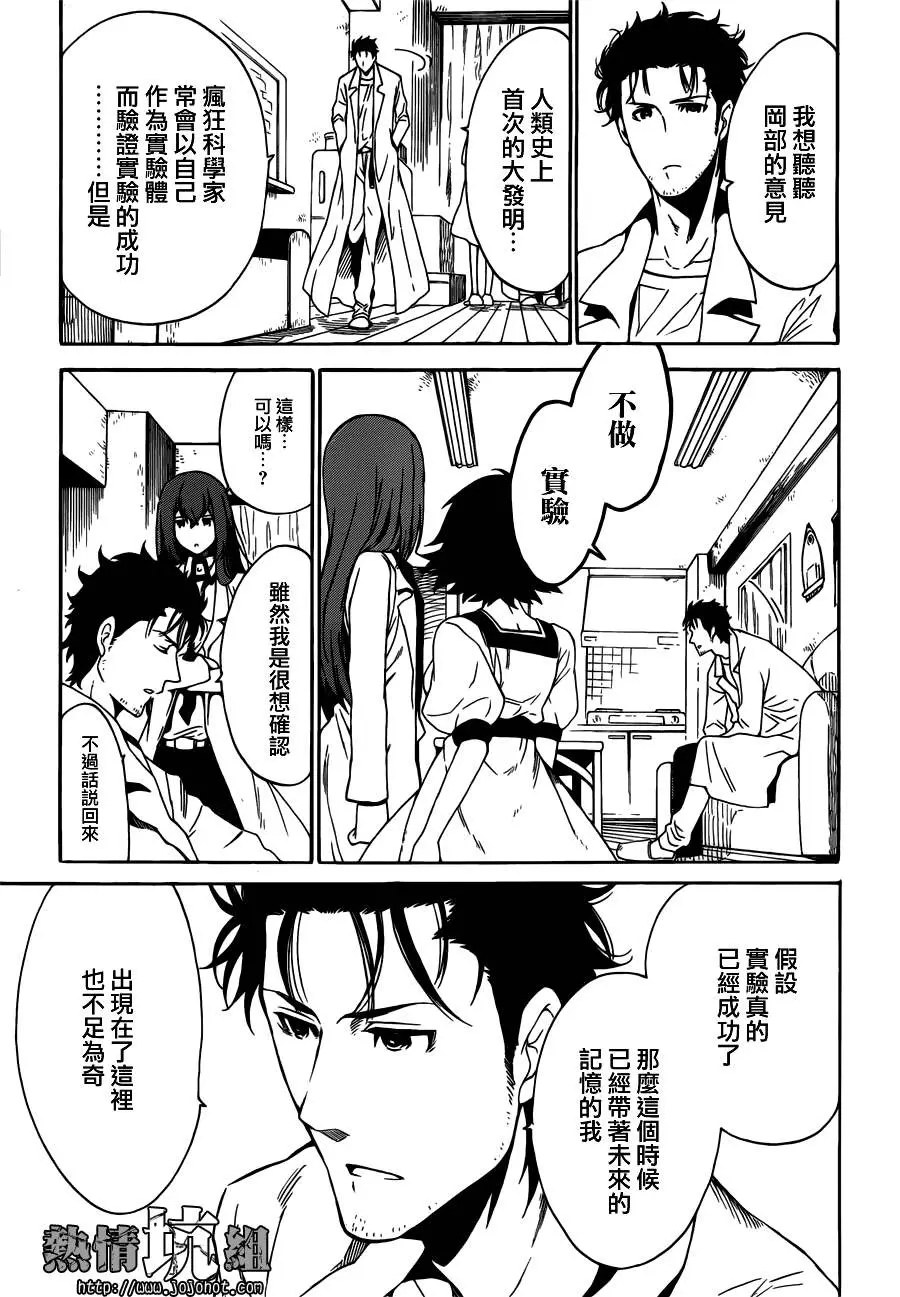 我想聽聽
岡部的意見
人類史上
首次的大發明…
瘋狂科學家
常會以自己
作為實驗體
而驗證實驗的成功
…………但是
不做
實驗
這樣…
可以嗎…?
雖然我是很想確認
不過話說回來
假設
實驗真的
已經成功了
那麼這個時候
已經帶著未來的
記憶的我
出現在了這裡
也不足為奇
熱情坑組
http://www.jojohot.com